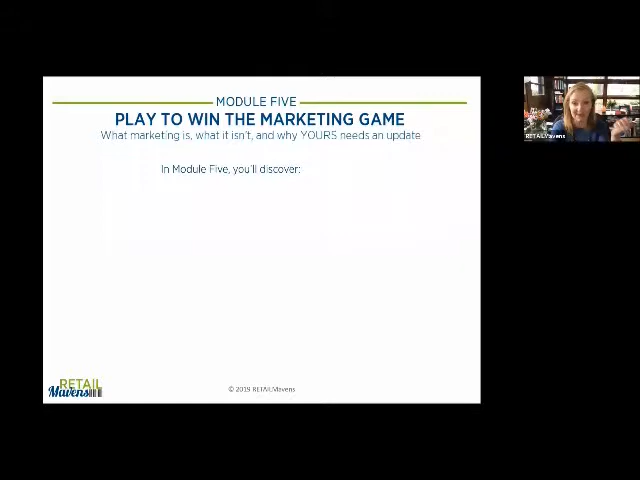 MODULE FIVE
PLAY TO WIN THE MARKETING GAME
What marketing is, what it isn't, and why YOURS needs an update
In Module Five, you'll discover:
RETAIL
Mavens
© 2019 RETAILMavens
RETAILMavens